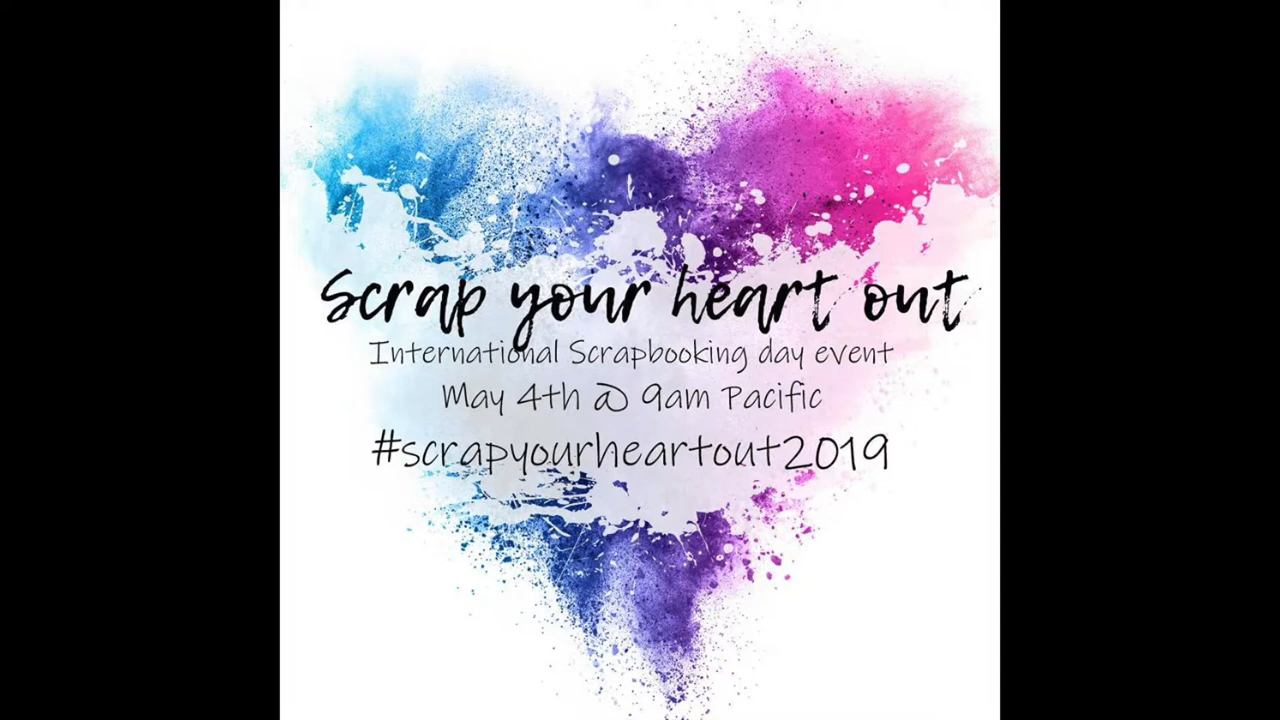 Scrap your heart out
International Scrapbooking day event
May 4th @ 9am Pacific
#scrapyourheartout2019